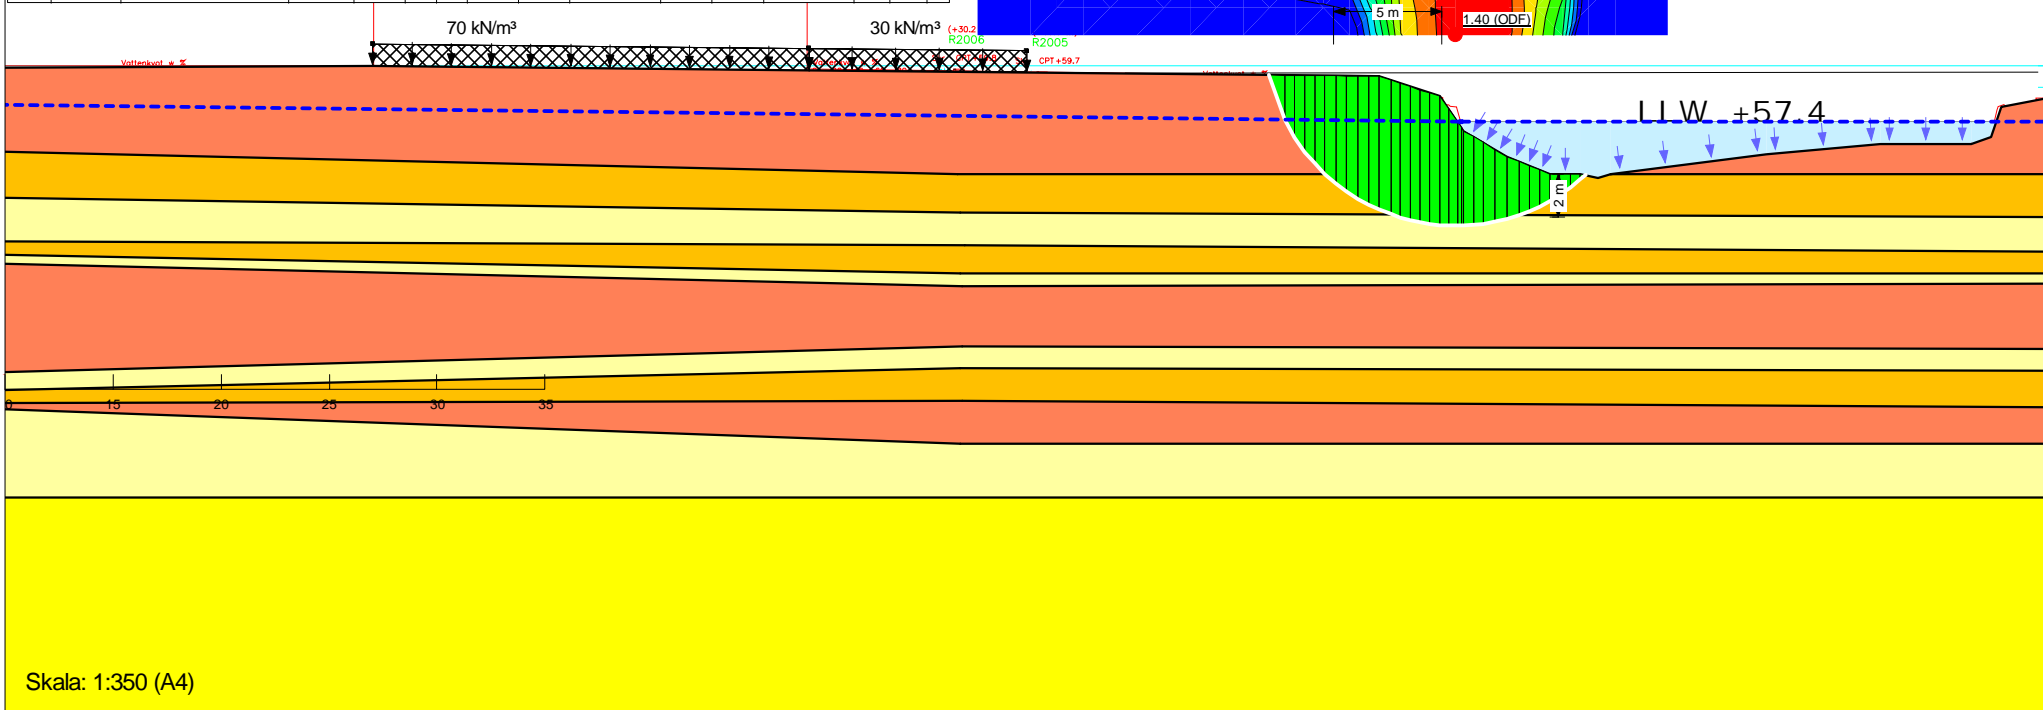 5 m
1.40 (ODF)
70 kN/m³
30 kN/m³
(+30.2
R2006
R2005
Vattenkvot w %
CPT +59.7
LLW +57.4
2 m
0
15
20
25
30
35
Skala: 1:350 (A4)